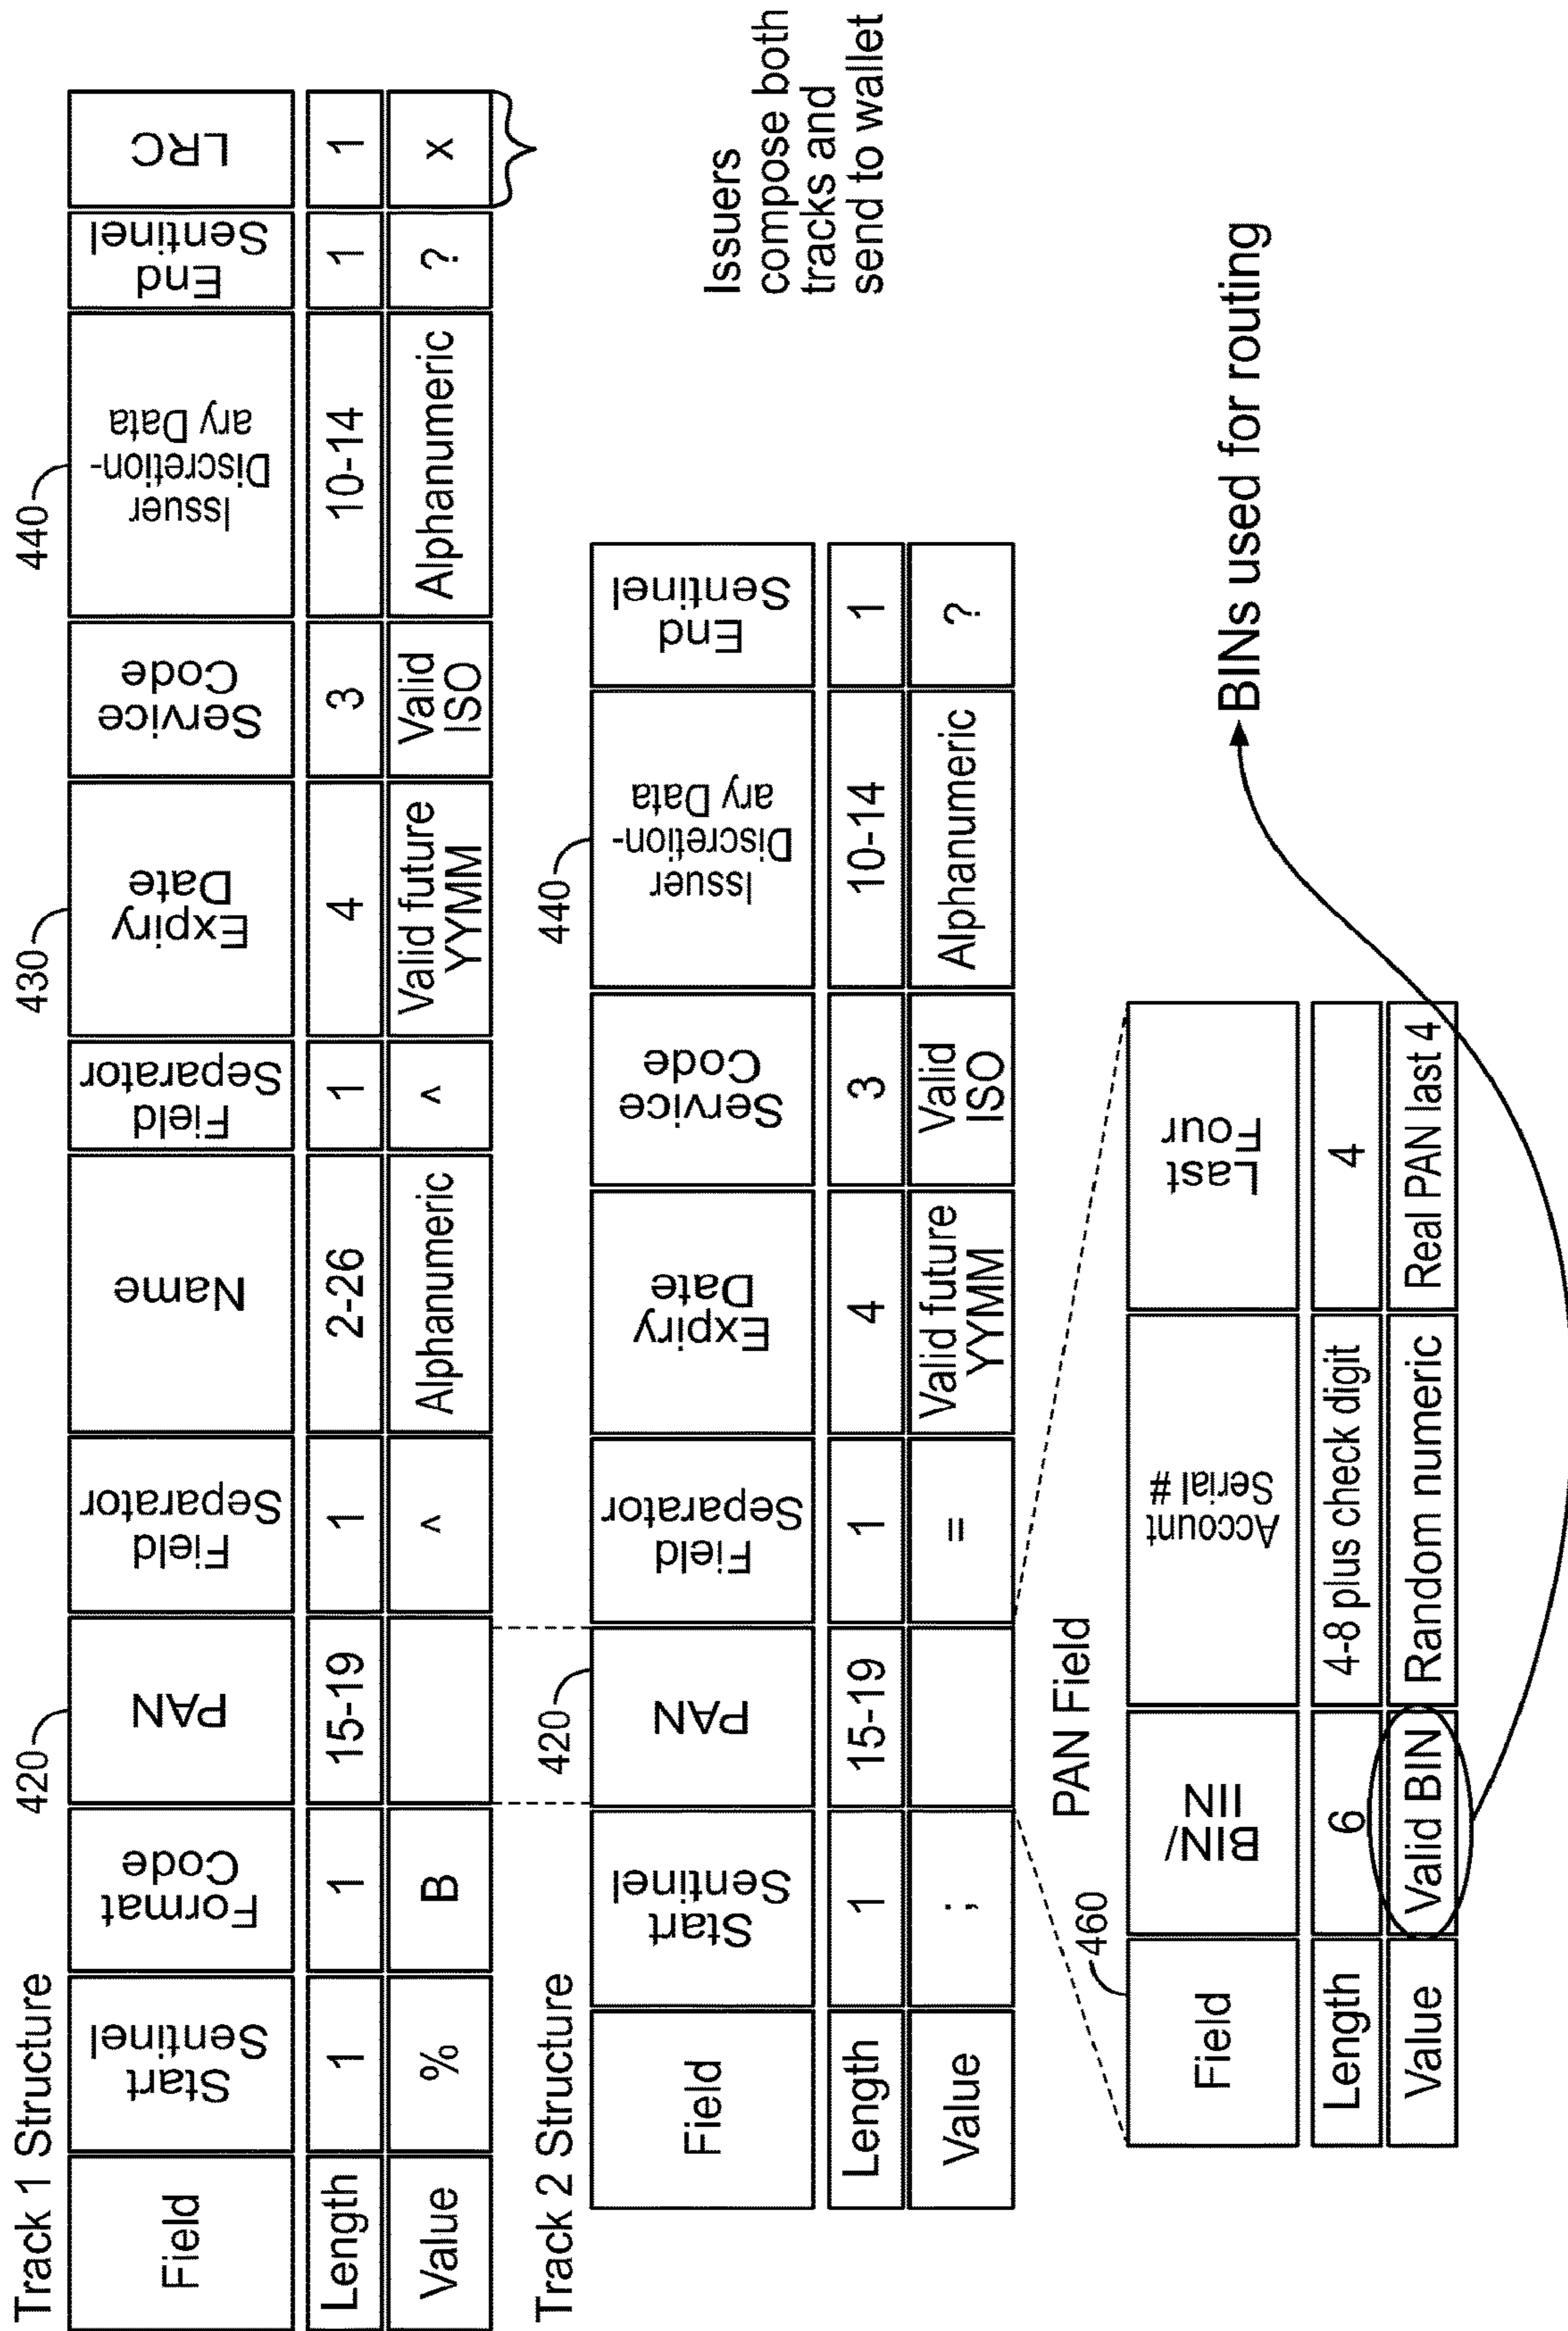 Track 1 Structure
420
430
440
Field
Start
Sentinel
Format
Code
PAN
Field
Separator
Name
Field
Separator
Expiry
Date
Service
Code
Issuer
Discretion-
ary Data
End
Sentinel
LRC
Length
1
1
15-19
1
2-26
1
4
3
10-14
1
1
Value
%
B
^
Alphanumeric
^
Valid future
YYMM
Valid
ISO
Alphanumeric
?
x
Track 2 Structure
420
440
Field
Start
Sentinel
PAN
Field
Separator
Expiry
Date
Service
Code
Issuer
Discretion-
ary Data
End
Sentinel
Length
1
15-19
1
4
3
10-14
1
Value
;
=
Valid future
YYMM
Valid
ISO
Alphanumeric
?
Issuers
compose both
tracks and
send to wallet
PAN Field
460
Field
BIN/
IIN
Account
Serial #
Last
Four
Length
6
4-8 plus check digit
4
Value
Valid BIN
Random numeric
Real PAN last 4
BINs used for routing